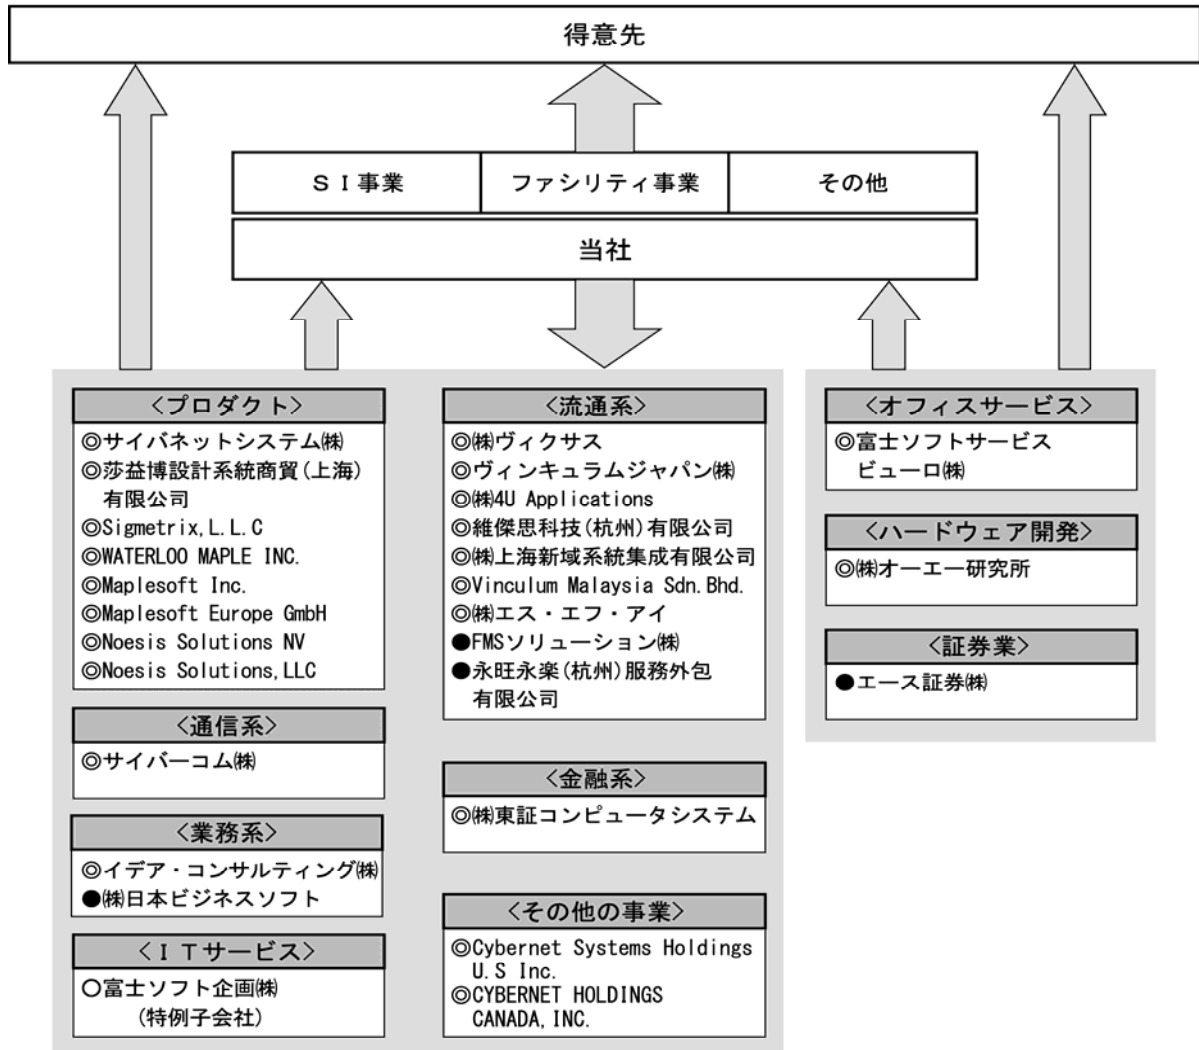 得意先
ＳＩ事業
ファシリティ事業
その他
当社
＜プロダクト＞
◎サイバネットシステム㈱
◎莎益博設計系統商貿(上海)
有限公司
◎Sigmetrix,L.L.C
◎WATERLOO MAPLE INC.
◎Maplesoft Inc.
◎Maplesoft Europe GmbH
◎Noesis Solutions NV
◎Noesis Solutions,LLC
＜通信系＞
◎サイバーコム㈱
＜業務系＞
◎イデア・コンサルティング㈱
●㈱日本ビジネスソフト
＜ＩＴサービス＞
○富士ソフト企画㈱
(特例子会社)
＜流通系＞
◎㈱ヴィクサス
◎ヴィンキュラムジャパン㈱
◎㈱4U Applications
◎維傑思科技(杭州)有限公司
◎㈱上海新域系統集成有限公司
◎Vinculum Malaysia Sdn.Bhd.
◎㈱エス・エフ・アイ
●FMSソリューション㈱
●永旺永楽(杭州)服務外包
有限公司
＜金融系＞
◎㈱東証コンピュータシステム
＜その他の事業＞
◎Cybernet Systems Holdings
U.S Inc.
◎CYBERNET HOLDINGS
CANADA,INC.
＜オフィスサービス＞
◎富士ソフトサービス
ビューロ㈱
＜ハードウェア開発＞
◎㈱オーエー研究所
＜証券業＞
●エース証券㈱